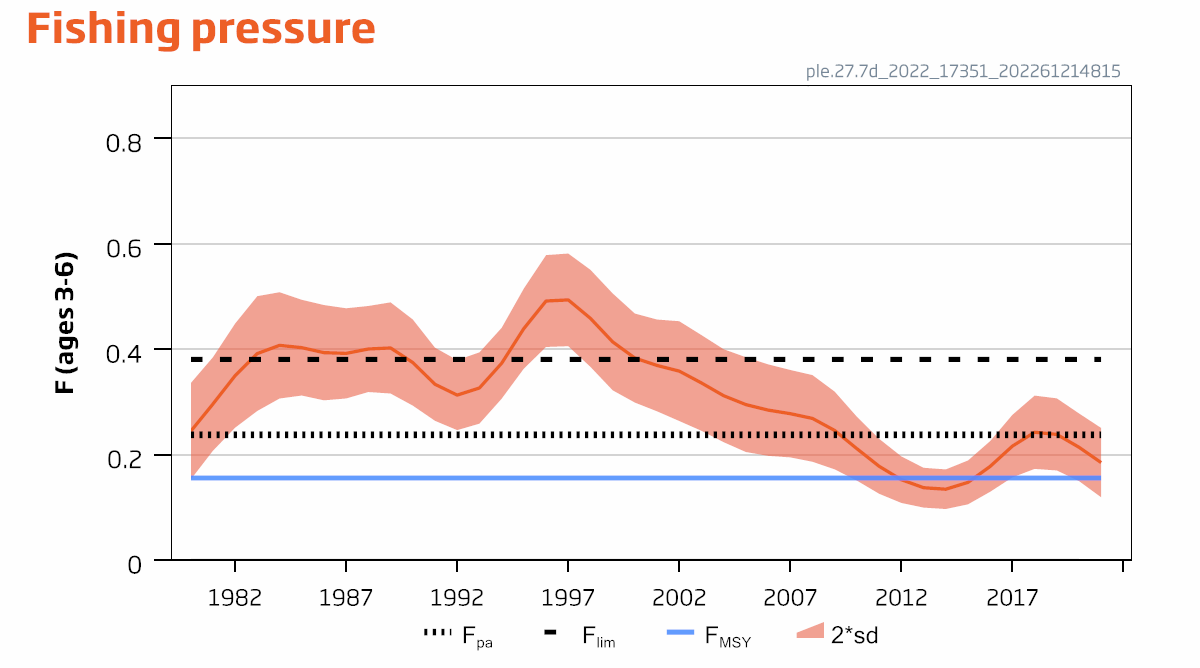 Fishing pressure
ple.27.7d_2022_17351_202261214815
F (ages 3-6)
0.8
0.6
0.4
0.2
0
1982 1987 1992 1997 2002 2007 2012 2017
Fpa Flim FMSY 2*sd